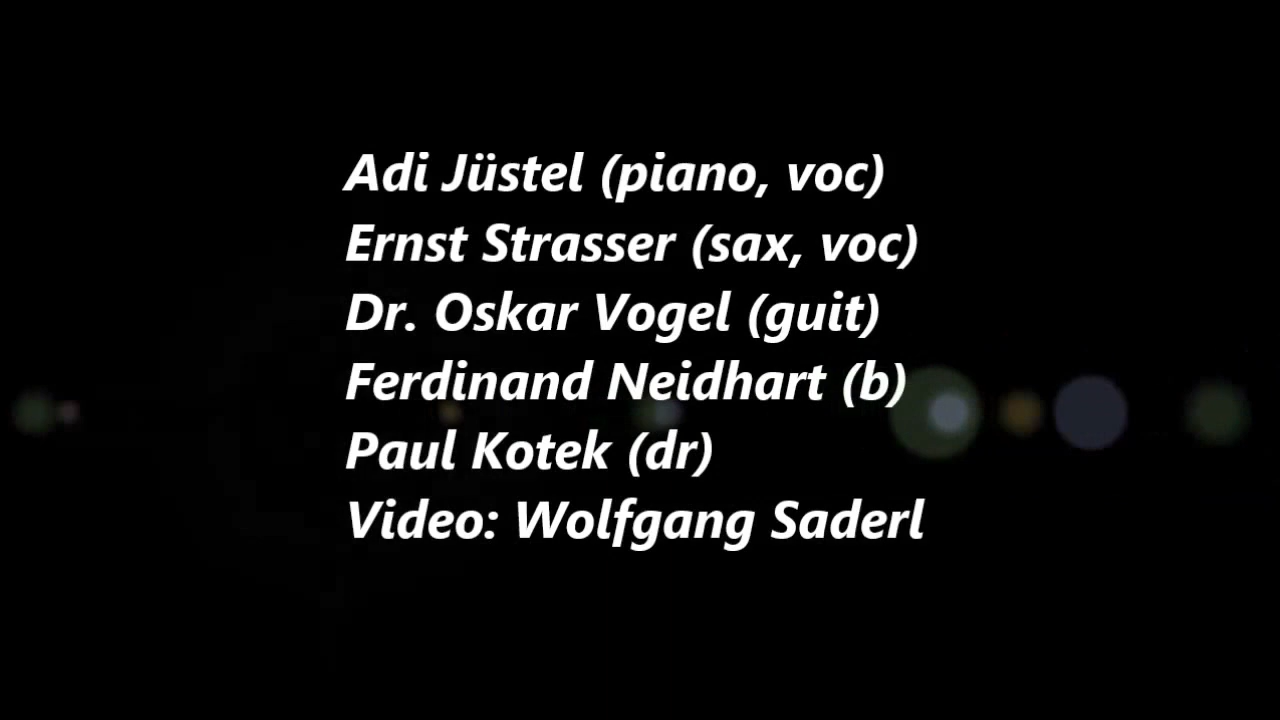 Adi Jüstel (piano, voc)
Ernst Strasser (sax, voc)
Dr. Oskar Vogel (guit)
Ferdinand Neidhart (b)
Paul Kotek (dr)
Video: Wolfgang Saderl